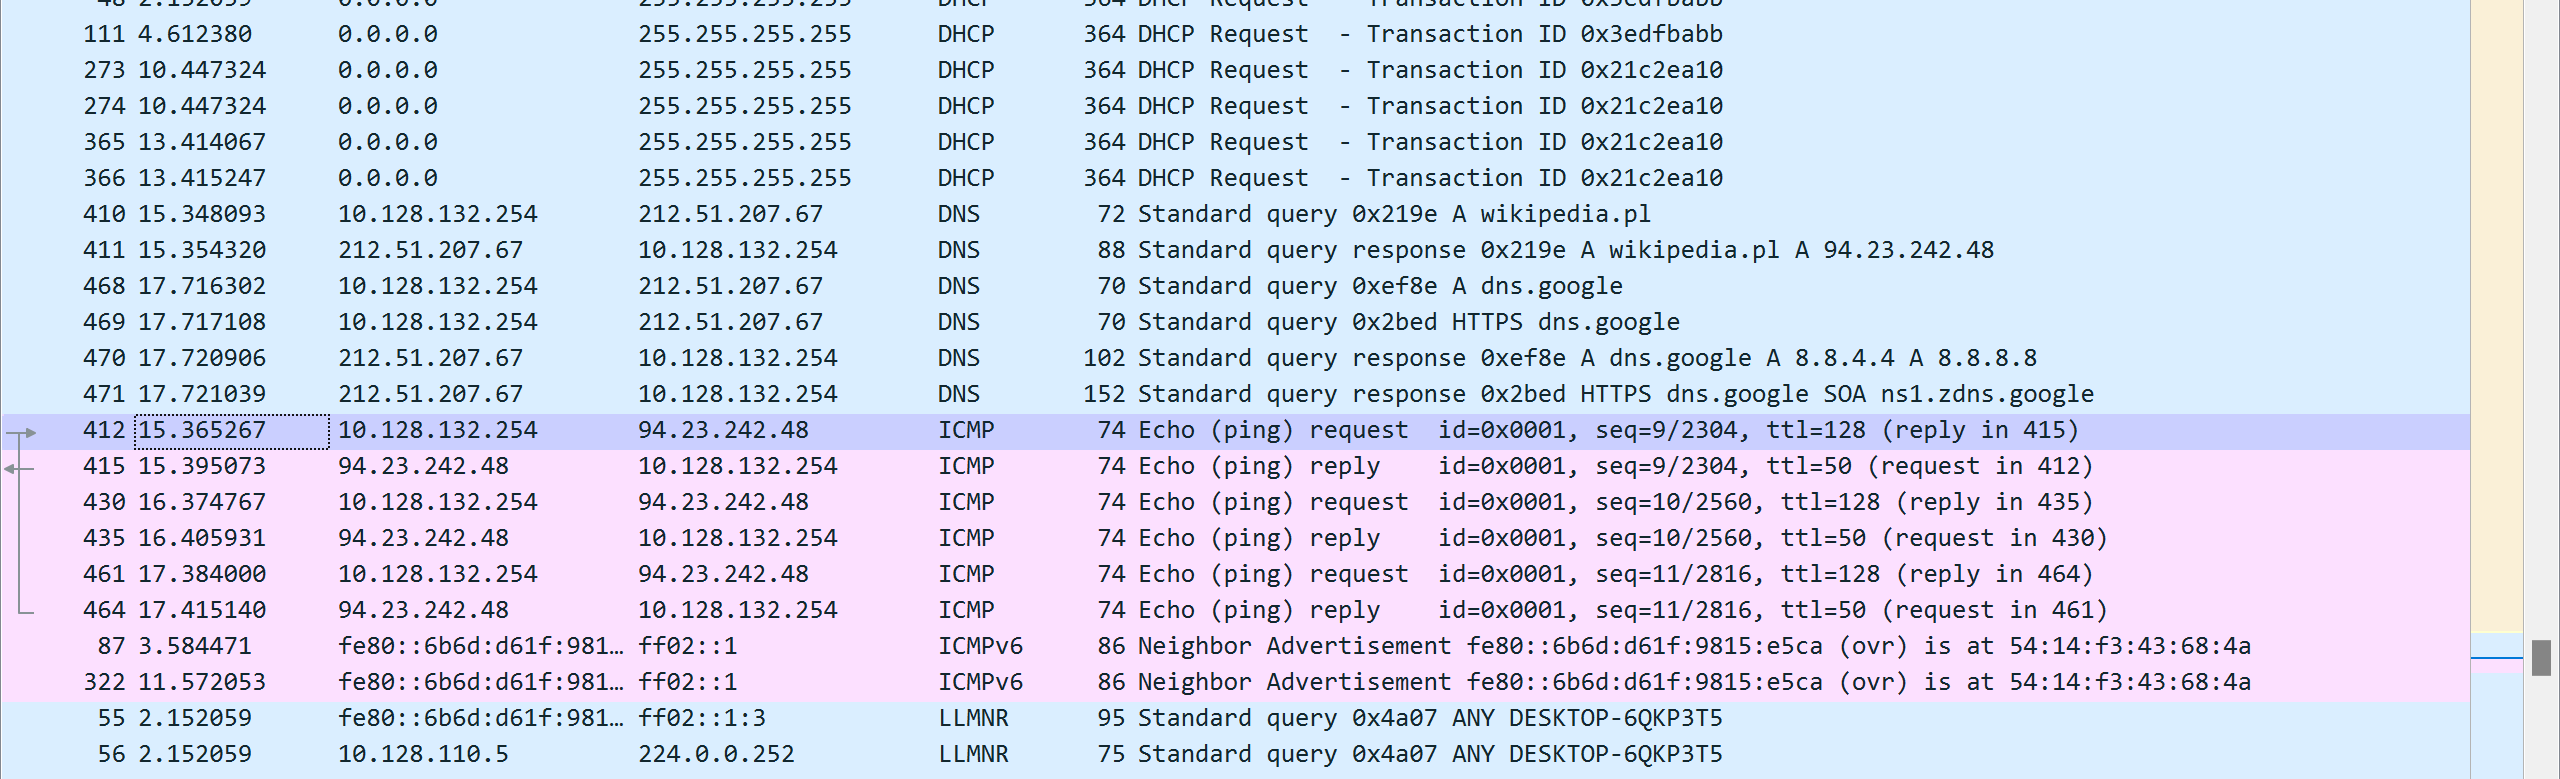 48 2.152059 0.0.0.0 255.255.255.255 DHCP 364 DHCP Request - Transaction ID 0x3edfbabb
111 4.612380 0.0.0.0 255.255.255.255 DHCP 364 DHCP Request - Transaction ID 0x3edfbabb
273 10.447324 0.0.0.0 255.255.255.255 DHCP 364 DHCP Request - Transaction ID 0x21c2ea10
274 10.447324 0.0.0.0 255.255.255.255 DHCP 364 DHCP Request - Transaction ID 0x21c2ea10
365 13.414067 0.0.0.0 255.255.255.255 DHCP 364 DHCP Request - Transaction ID 0x21c2ea10
366 13.415247 0.0.0.0 255.255.255.255 DHCP 364 DHCP Request - Transaction ID 0x21c2ea10
410 15.348093 10.128.132.254 212.51.207.67 DNS 72 Standard query 0x219e A wikipedia.pl
411 15.354320 212.51.207.67 10.128.132.254 DNS 88 Standard query response 0x219e A wikipedia.pl A 94.23.242.48
468 17.716302 10.128.132.254 212.51.207.67 DNS 70 Standard query 0xef8e A dns.google
469 17.717108 10.128.132.254 212.51.207.67 DNS 70 Standard query 0x2bed HTTPS dns.google
470 17.720906 212.51.207.67 10.128.132.254 DNS 102 Standard query response 0xef8e A dns.google A 8.8.4.4 A 8.8.8.8
471 17.721039 212.51.207.67 10.128.132.254 DNS 152 Standard query response 0x2bed HTTPS dns.google SOA ns1.zdns.google
412 15.365267 10.128.132.254 94.23.242.48 ICMP 74 Echo (ping) request id=0x0001, seq=9/2304, ttl=128 (reply in 415)
415 15.395073 94.23.242.48 10.128.132.254 ICMP 74 Echo (ping) reply id=0x0001, seq=9/2304, ttl=50 (request in 412)
430 16.374767 10.128.132.254 94.23.242.48 ICMP 74 Echo (ping) request id=0x0001, seq=10/2560, ttl=128 (reply in 435)
435 16.405931 94.23.242.48 10.128.132.254 ICMP 74 Echo (ping) reply id=0x0001, seq=10/2560, ttl=50 (request in 430)
461 17.384000 10.128.132.254 94.23.242.48 ICMP 74 Echo (ping) request id=0x0001, seq=11/2816, ttl=128 (reply in 464)
464 17.415140 94.23.242.48 10.128.132.254 ICMP 74 Echo (ping) reply id=0x0001, seq=11/2816, ttl=50 (request in 461)
87 3.584471 fe80::6b6d:d61f:981… ff02::1 ICMPv6 86 Neighbor Advertisement fe80::6b6d:d61f:9815:e5ca (ovr) is at 54:14:f3:43:68:4a
322 11.572053 fe80::6b6d:d61f:981… ff02::1 ICMPv6 86 Neighbor Advertisement fe80::6b6d:d61f:9815:e5ca (ovr) is at 54:14:f3:43:68:4a
55 2.152059 fe80::6b6d:d61f:981… ff02::1:3 LLMNR 95 Standard query 0x4a07 ANY DESKTOP-6QKP3T5
56 2.152059 10.128.110.5 224.0.0.252 LLMNR 75 Standard query 0x4a07 ANY DESKTOP-6QKP3T5